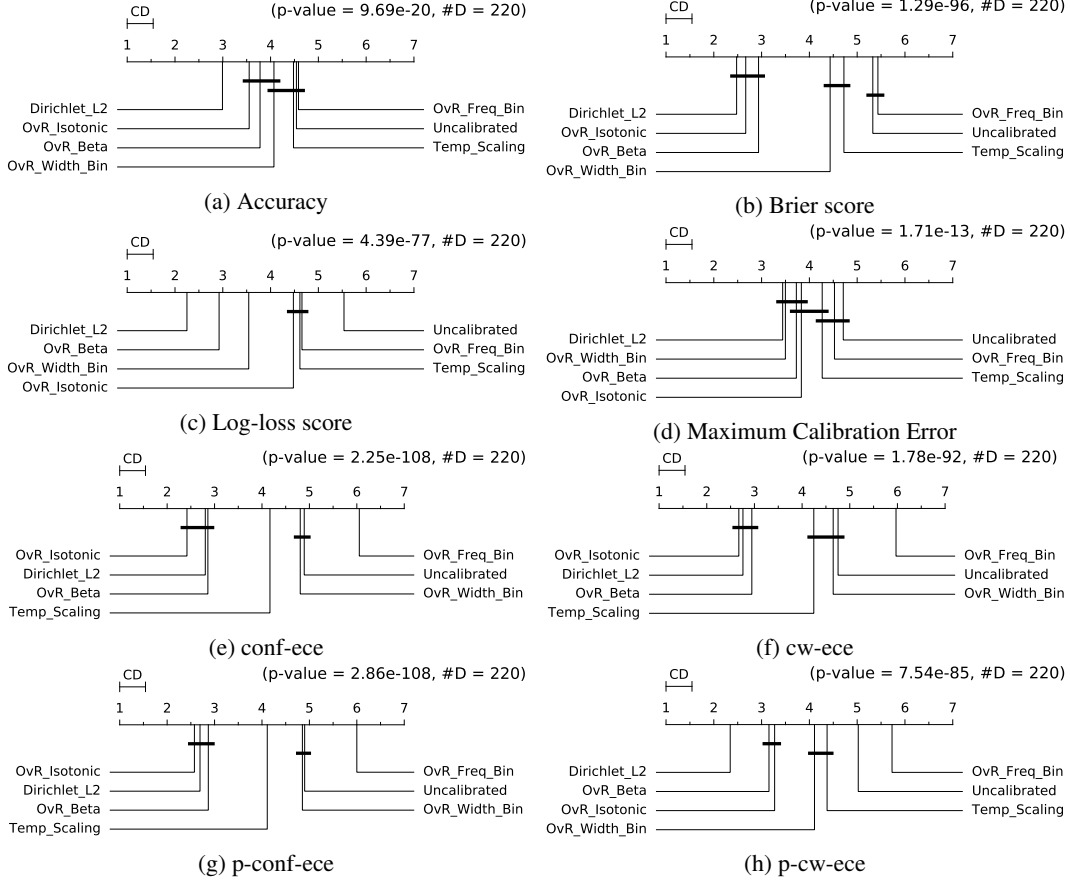 (p-value = 9.69e-20, #D = 220)
CD
1 2 3 4 5 6 7
Dirichlet_L2
OvR_Isotonic
OvR_Beta
OvR_Width_Bin
OvR_Freq_Bin
Uncalibrated
Temp_Scaling
(a) Accuracy
(p-value = 1.29e-96, #D = 220)
CD
1 2 3 4 5 6 7
Dirichlet_L2
OvR_Isotonic
OvR_Beta
OvR_Width_Bin
OvR_Freq_Bin
Uncalibrated
Temp_Scaling
(b) Brier score
(p-value = 4.39e-77, #D = 220)
CD
1 2 3 4 5 6 7
Dirichlet_L2
OvR_Beta
OvR_Width_Bin
OvR_Isotonic
Uncalibrated
OvR_Freq_Bin
Temp_Scaling
(c) Log-loss score
(p-value = 1.71e-13, #D = 220)
CD
1 2 3 4 5 6 7
Dirichlet_L2
OvR_Width_Bin
OvR_Beta
OvR_Isotonic
Uncalibrated
OvR_Freq_Bin
Temp_Scaling
(d) Maximum Calibration Error
(p-value = 2.25e-108, #D = 220)
CD
1 2 3 4 5 6 7
OvR_Isotonic
Dirichlet_L2
OvR_Beta
Temp_Scaling
OvR_Freq_Bin
Uncalibrated
OvR_Width_Bin
(e) conf-ece
(p-value = 1.78e-92, #D = 220)
CD
1 2 3 4 5 6 7
OvR_Isotonic
Dirichlet_L2
OvR_Beta
Temp_Scaling
OvR_Freq_Bin
Uncalibrated
OvR_Width_Bin
(f) cw-ece
(p-value = 2.86e-108, #D = 220)
CD
1 2 3 4 5 6 7
OvR_Isotonic
Dirichlet_L2
OvR_Beta
Temp_Scaling
OvR_Freq_Bin
Uncalibrated
OvR_Width_Bin
(g) p-conf-ece
(p-value = 7.54e-85, #D = 220)
CD
1 2 3 4 5 6 7
Dirichlet_L2
OvR_Beta
OvR_Isotonic
OvR_Width_Bin
OvR_Freq_Bin
Uncalibrated
Temp_Scaling
(h) p-cw-ece